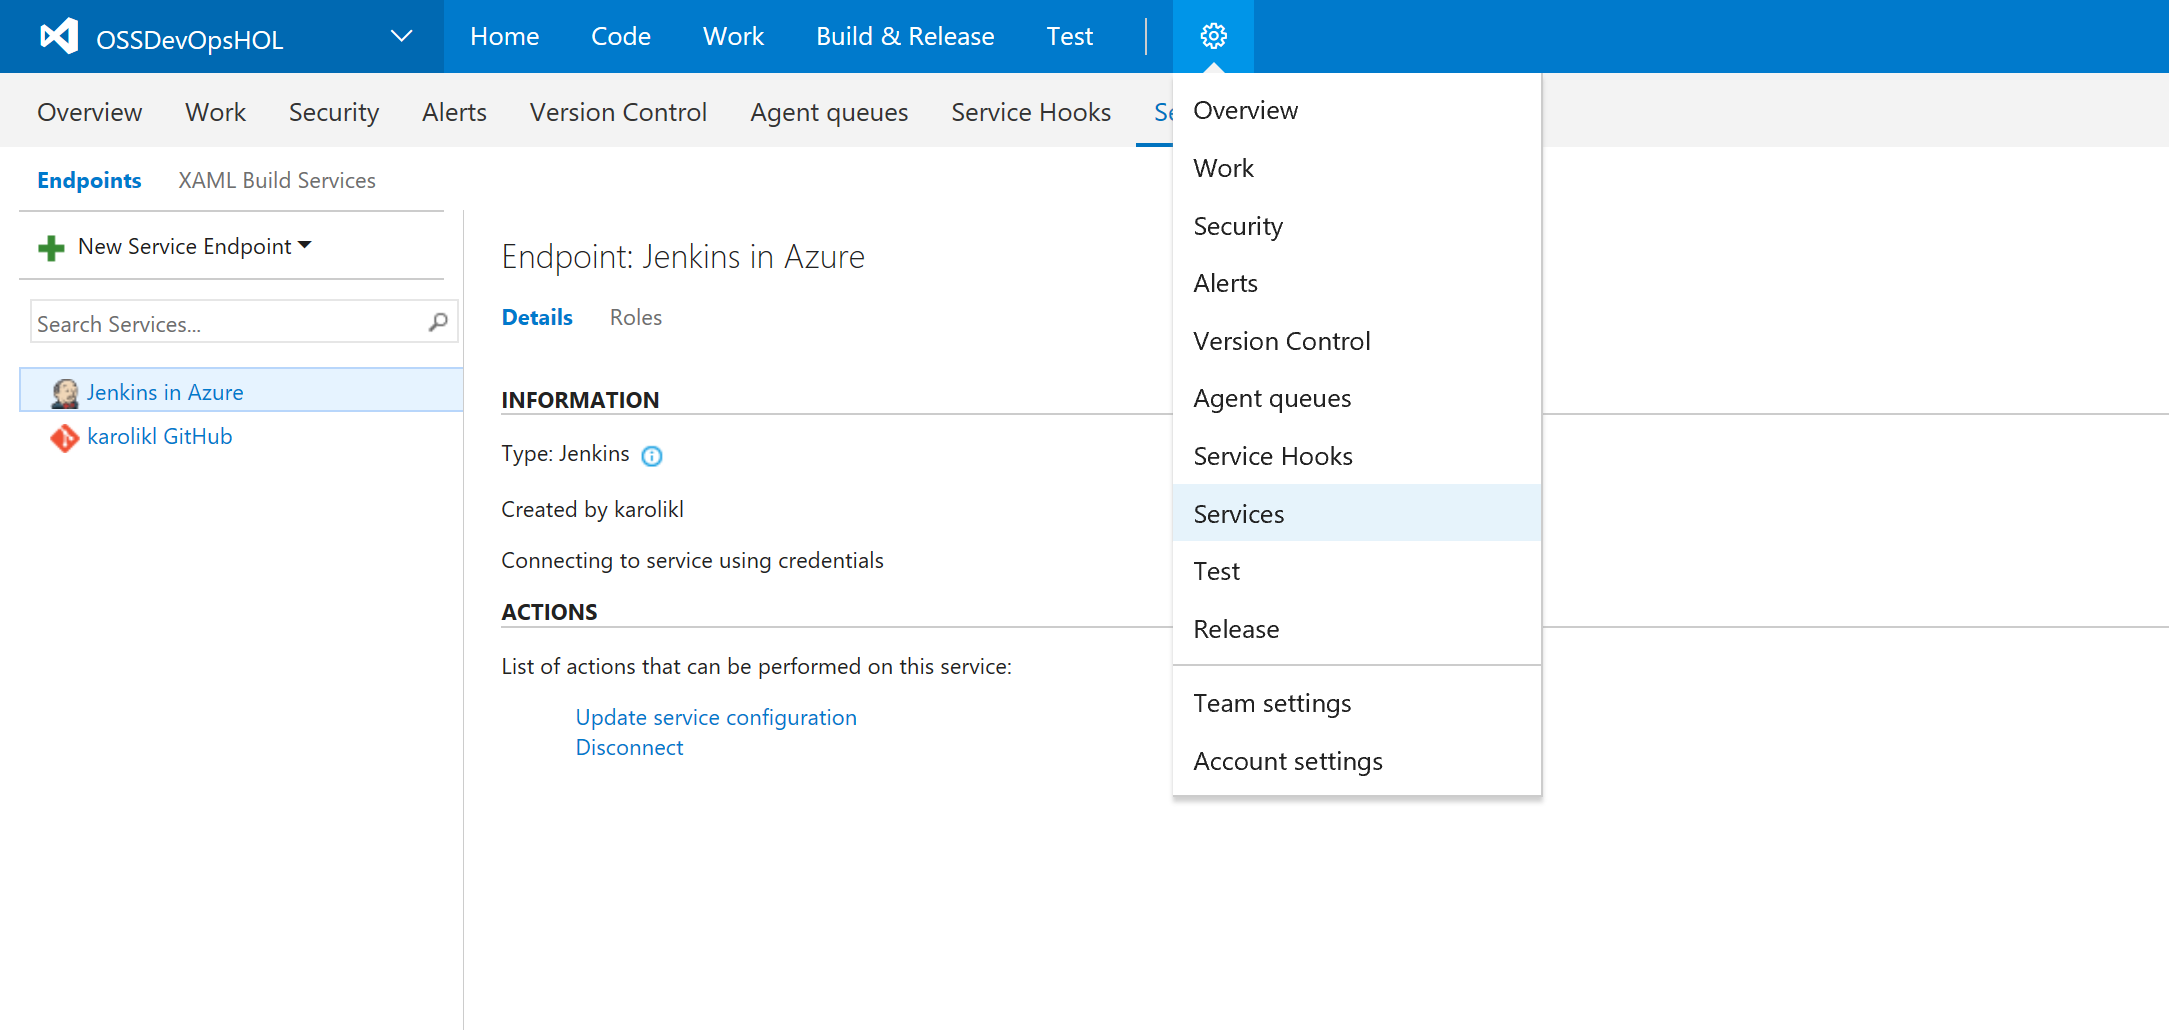 OSSDevOpsHOL Home Code Work Build & Release Test
Overview Work Security Alerts Version Control Agent queues Service Hooks
Endpoints XAML Build Services
New Service Endpoint
Search Services...
Jenkins in Azure
karolikl GitHub
Endpoint: Jenkins in Azure
Details Roles
INFORMATION
Type: Jenkins
Created by karolikl
Connecting to service using credentials
ACTIONS
List of actions that can be performed on this service:
Update service configuration
Disconnect
Overview
Work
Security
Alerts
Version Control
Agent queues
Service Hooks
Services
Test
Release
Team settings
Account settings